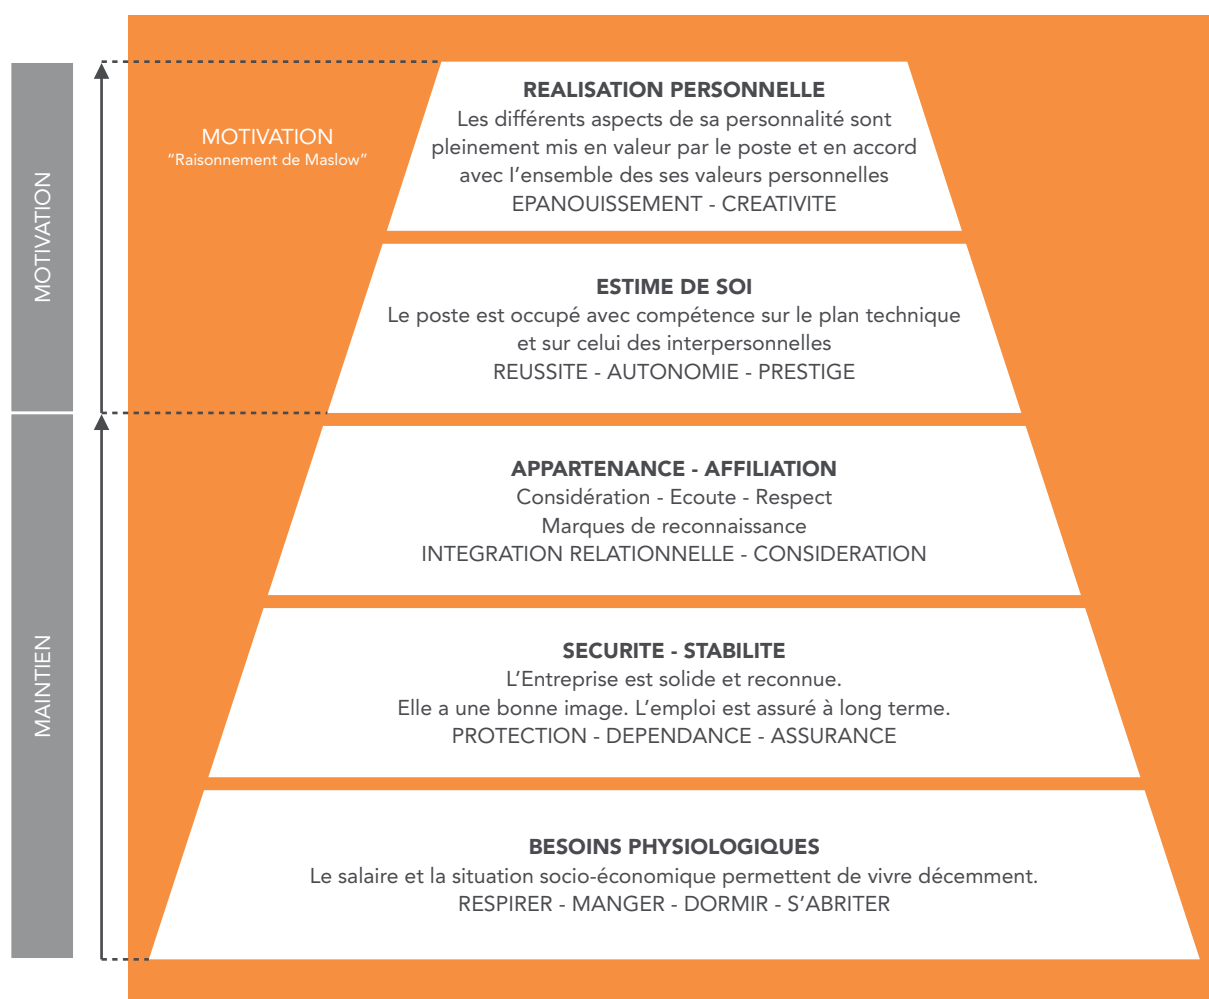 MOTIVATION
MOTIVATION
“Raisonnement de Maslow”
REALISATION PERSONNELLE
Les différents aspects de sa personnalité sont
pleinement mis en valeur par le poste et en accord
avec l’ensemble des ses valeurs personnelles
EPANOUISSEMENT - CREATIVITE
ESTIME DE SOI
Le poste est occupé avec compétence sur le plan technique
et sur celui des interpersonnelles
REUSSITE - AUTONOMIE - PRESTIGE
MAINTIEN
APPARTENANCE - AFFILIATION
Considération - Ecoute - Respect
Marques de reconnaissance
INTEGRATION RELATIONNELLE - CONSIDERATION
SECURITE - STABILITE
L’Entreprise est solide et reconnue.
Elle a une bonne image. L’emploi est assuré à long terme.
PROTECTION - DEPENDANCE - ASSURANCE
BESOINS PHYSIOLOGIQUES
Le salaire et la situation socio-économique permettent de vivre décemment.
RESPIRER - MANGER - DORMIR - S’ABRITER